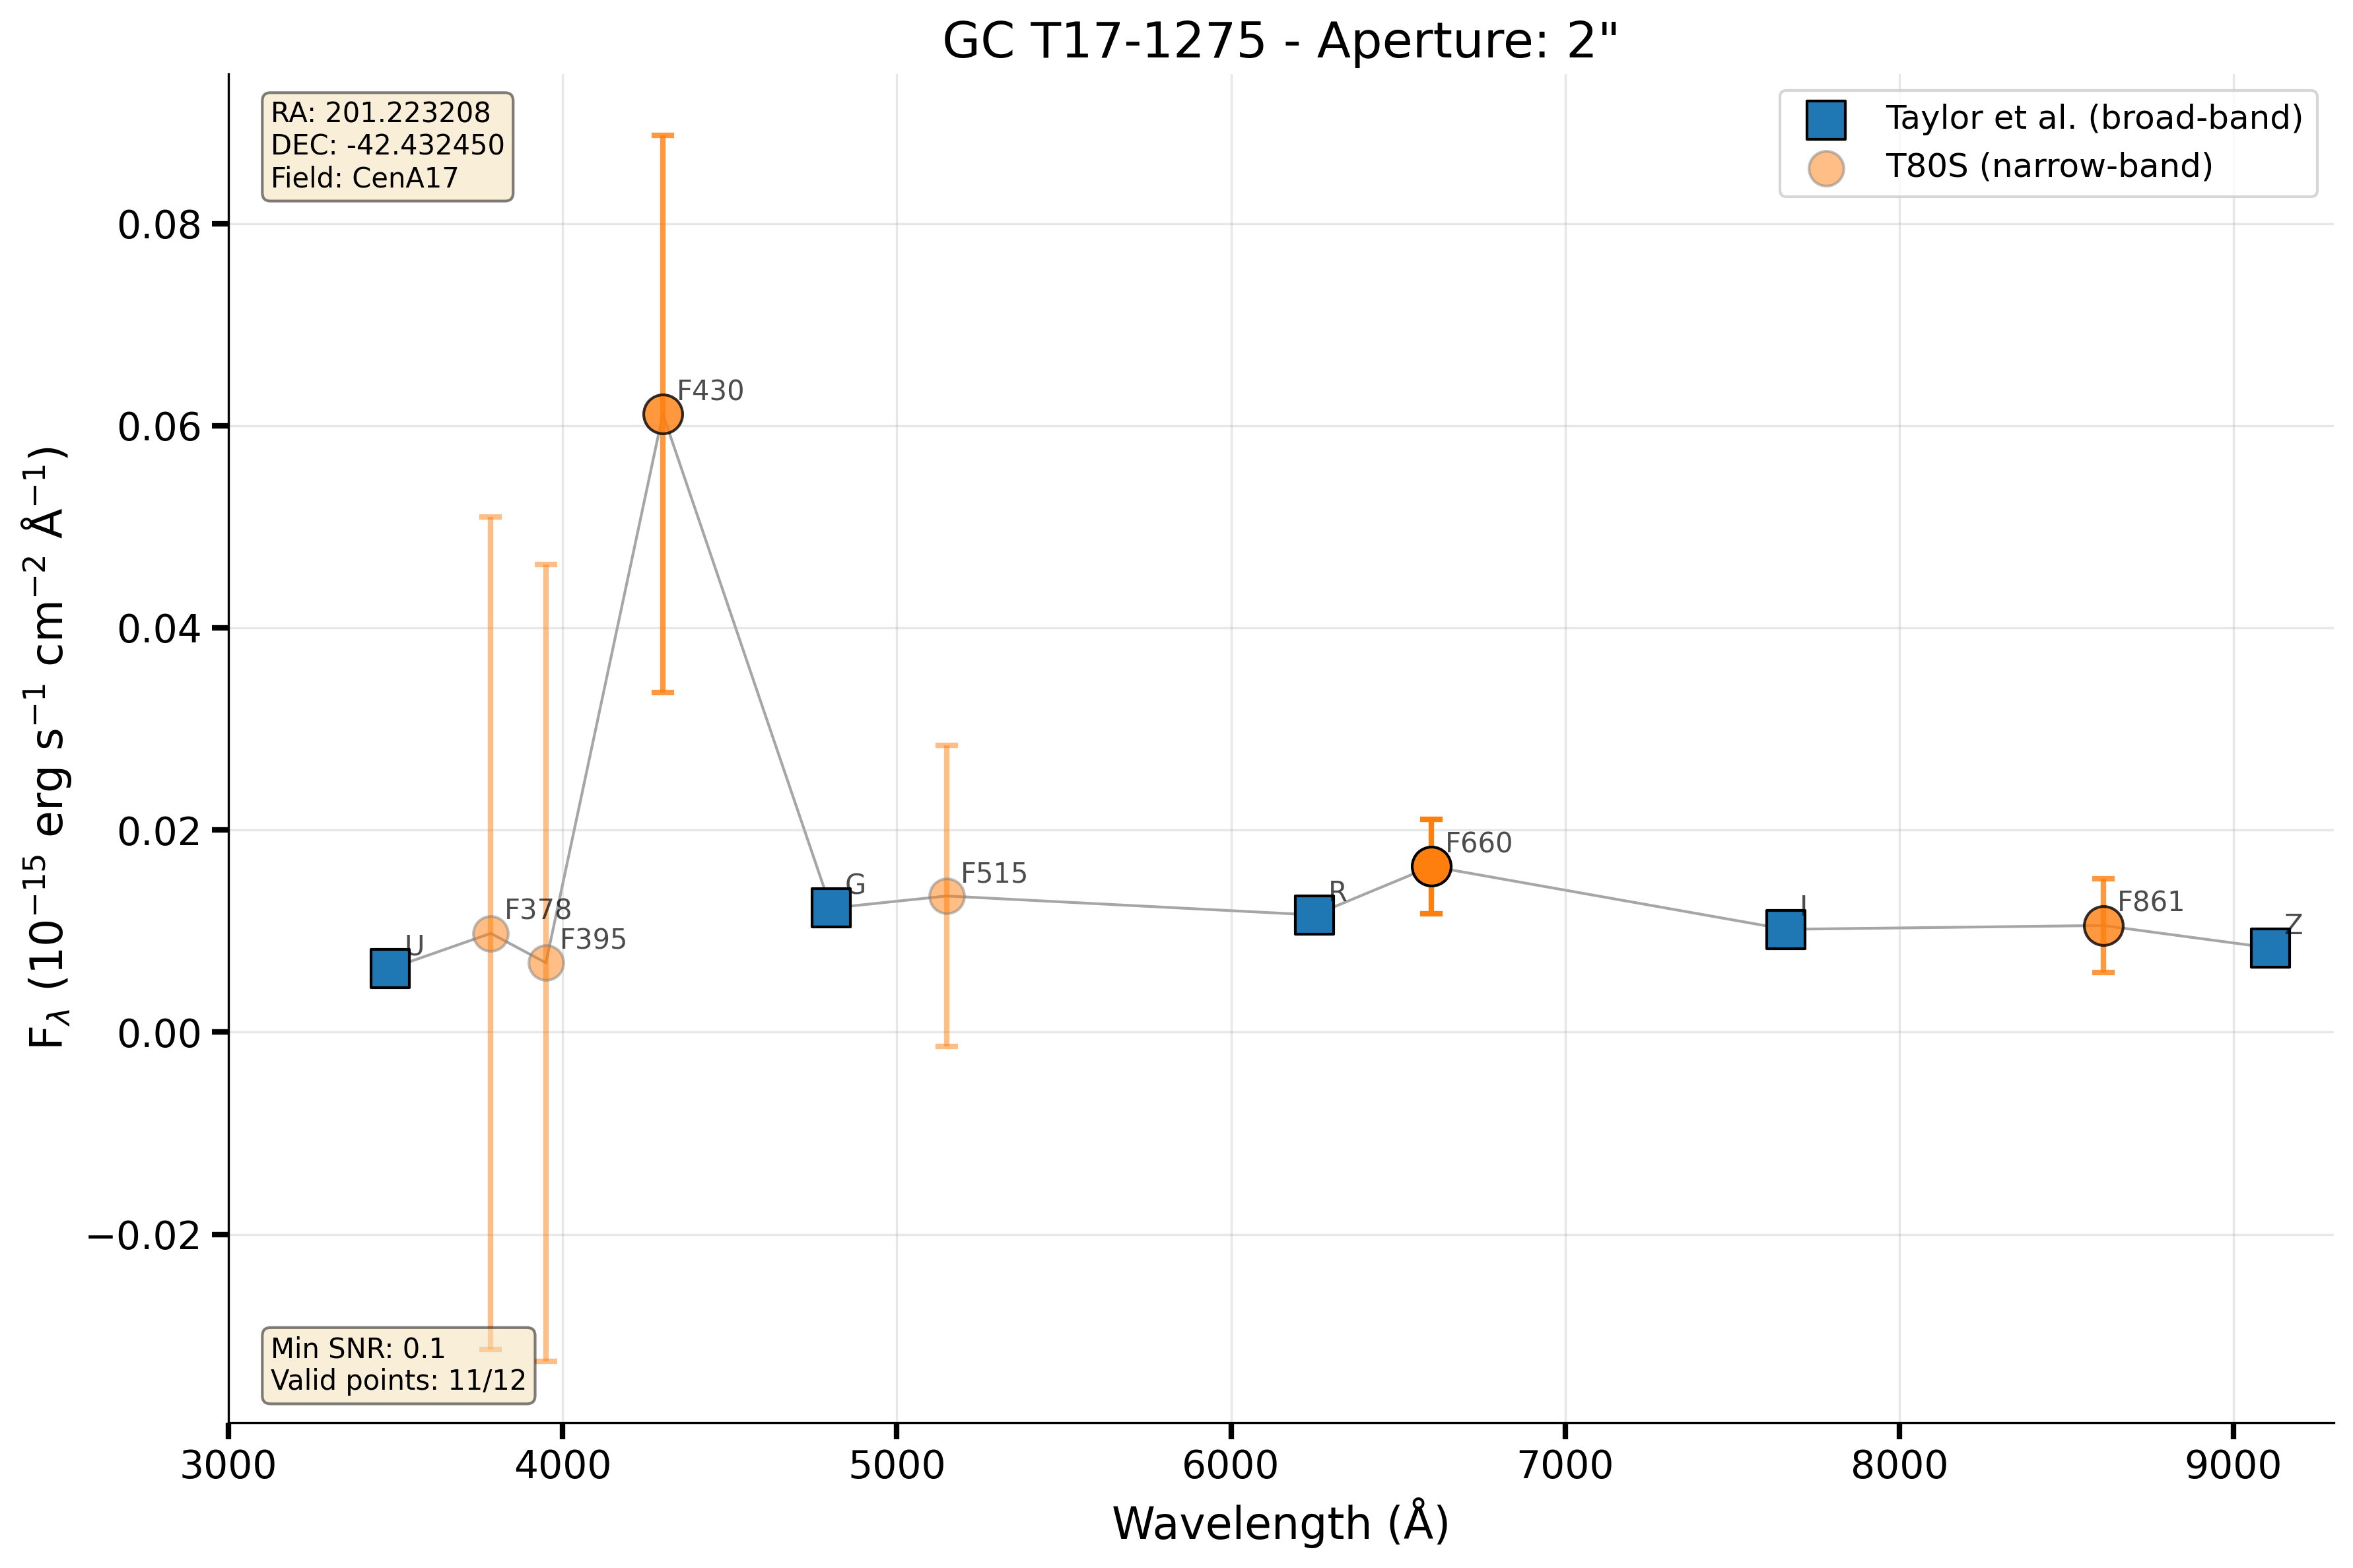 GC T17-1275 - Aperture: 2"
RA: 201.223208
DEC: -42.432450
Field: CenA17
Taylor et al. (broad-band)
T80S (narrow-band)
0.08
0.06
0.04
0.02
0.00
−0.02
F_λ (10⁻¹⁵ erg s⁻¹ cm⁻² Å⁻¹)
U
F378
F395
F430
G
F515
R
F660
I
F861
Z
Min SNR: 0.1
Valid points: 11/12
3000 4000 5000 6000 7000 8000 9000
Wavelength (Å)